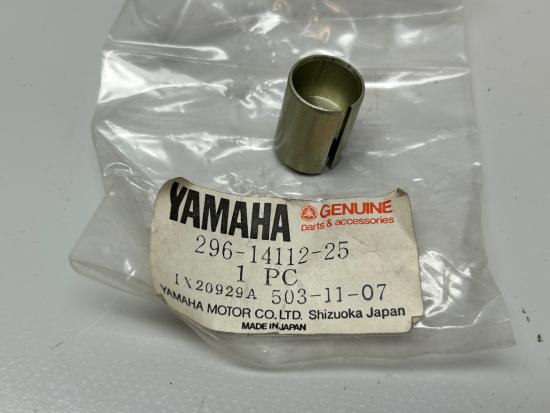 YAMAHA GENUINE
parts & accessories
296-14112-25
1 PC
1X20929A 503-11-07
YAMAHA MOTOR CO., LTD. Shizuoka Japan
MADE IN JAPAN